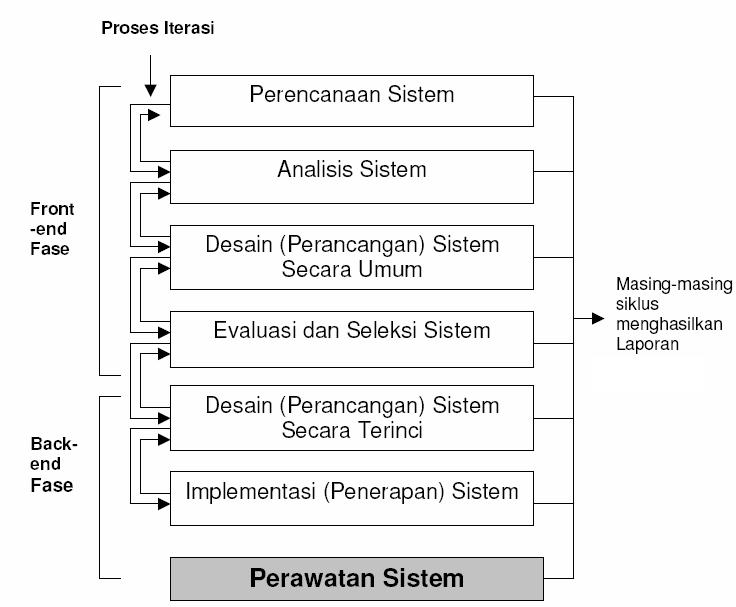 Proses Iterasi
Perencanaan Sistem
Analisis Sistem
Front
-end
Fase
Desain (Perancangan) Sistem
Secara Umum
Masing-masing
siklus
menghasilkan
Laporan
Evaluasi dan Seleksi Sistem
Desain (Perancangan) Sistem
Secara Terinci
Back-
end
Fase
Implementasi (Penerapan) Sistem
Perawatan Sistem